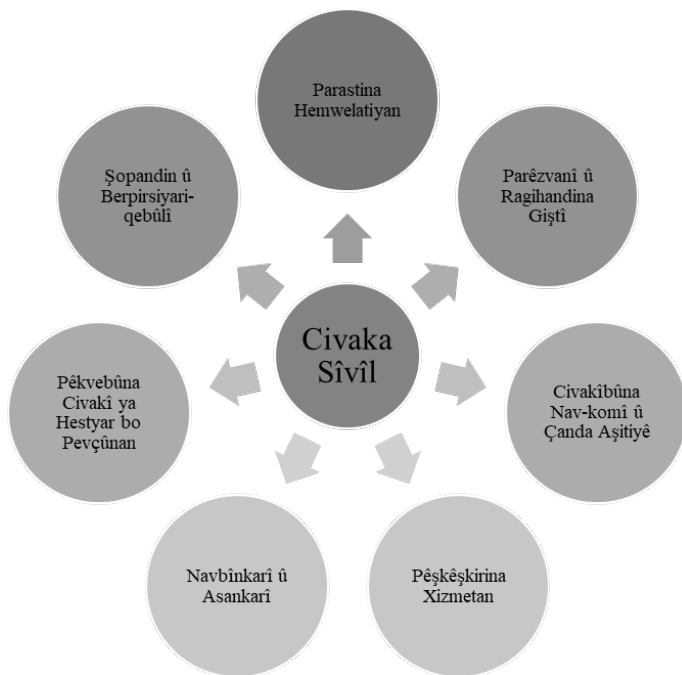 Parastina
Hemwelatiyan
Parêzvanî û
Ragihandina
Giştî
Civakîbûna
Nav-komî û
Çanda Aşitiyê
Pêşkêşkirina
Xizmetan
Navbînkarî û
Asankarî
Pêkvebûna
Civakî ya
Hestyar bo
Pevçûnan
Şopandin û
Berpirsiyari-
qebûlî
Civaka
Sîvîl